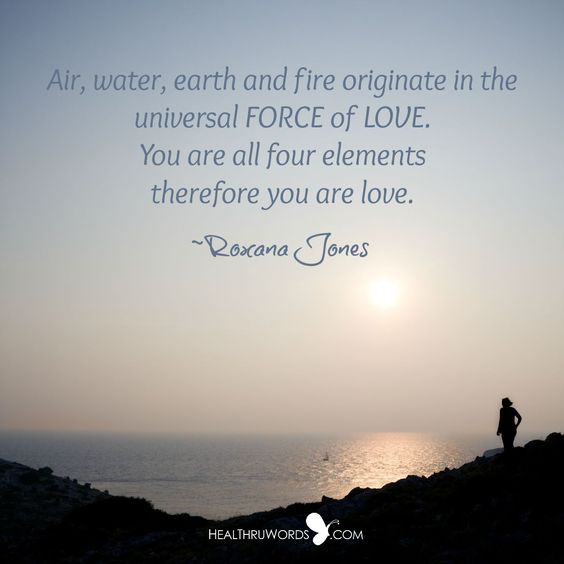 Air, water, earth and fire originate in the
universal FORCE of LOVE.
You are all four elements
therefore you are love.
~Roxana Jones
HEALTHRUWORDS.COM